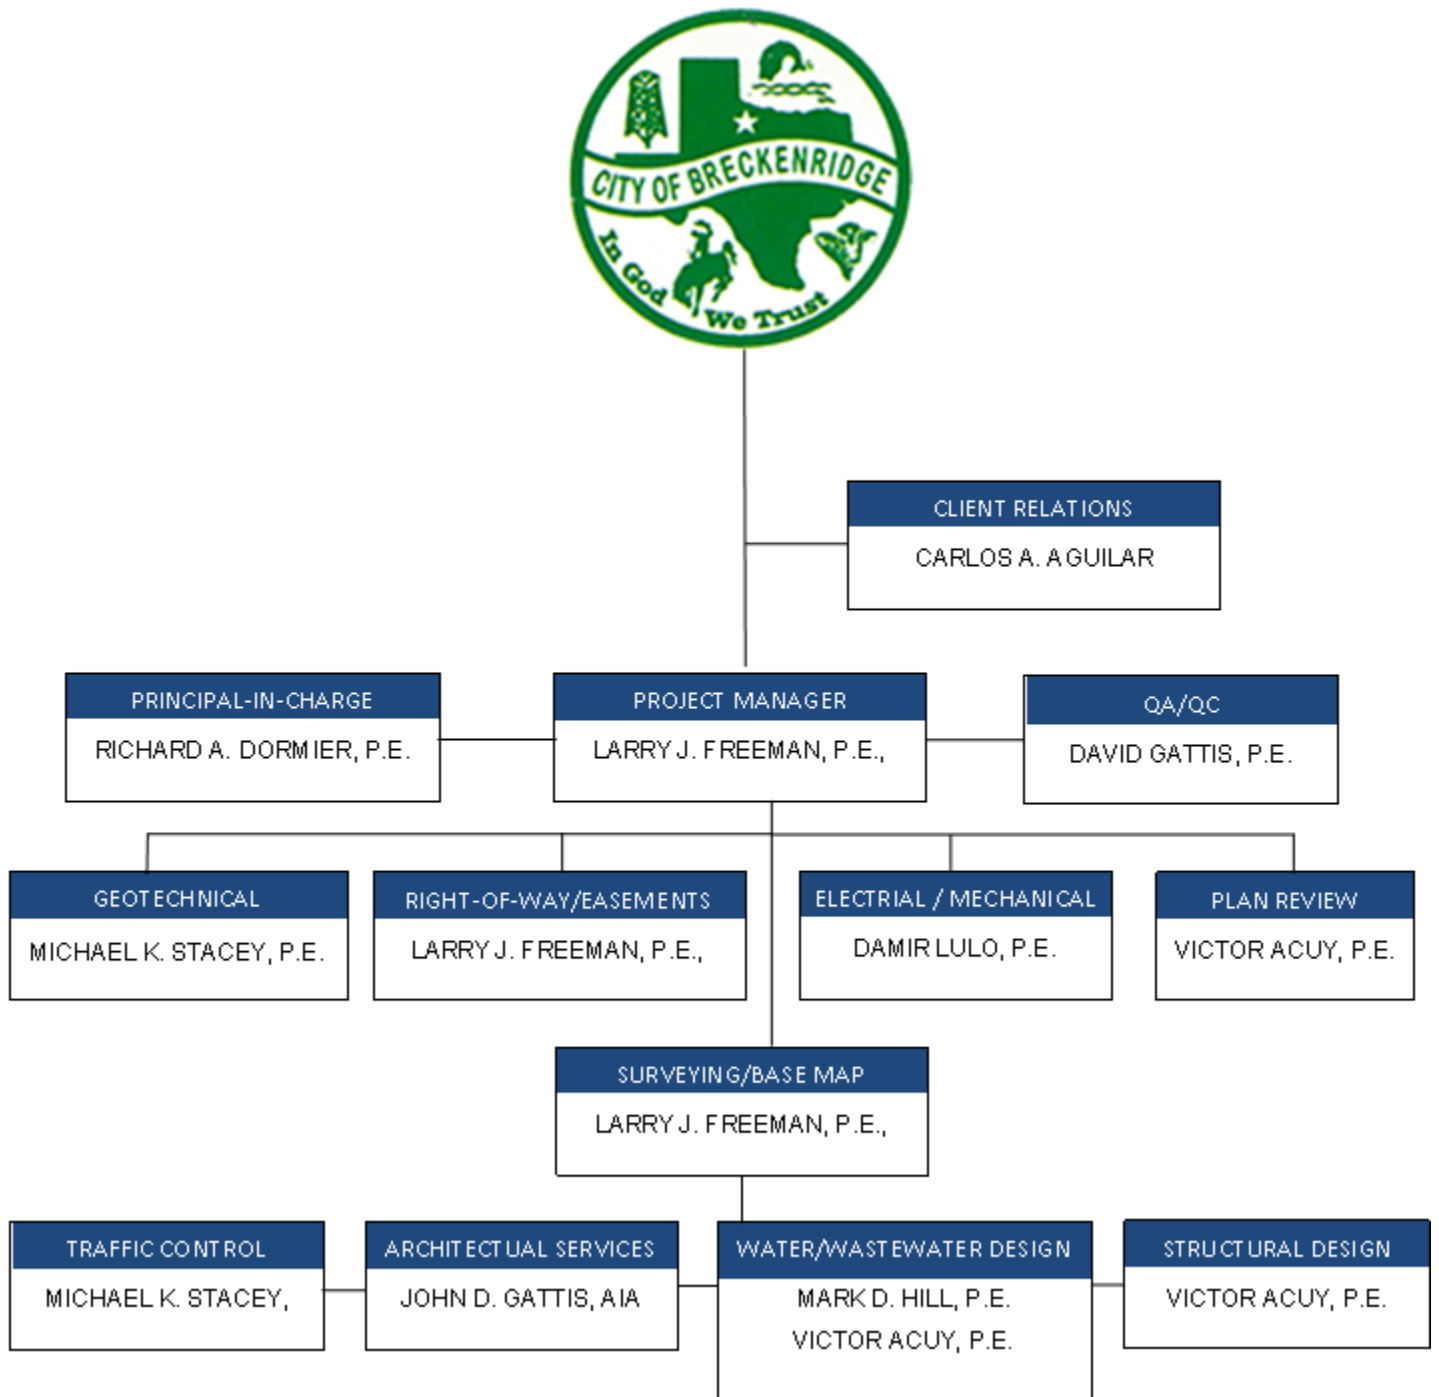 CITY OF BRECKENRIDGE
In God We Trust
CLIENT RELATIONS
CARLOS A. AGUILAR
PRINCIPAL-IN-CHARGE
RICHARD A. DORMIER, P.E.
PROJECT MANAGER
LARRY J. FREEMAN, P.E.,
QA/QC
DAVID GATTIS, P.E.
GEOTECHNICAL
MICHAEL K. STACEY, P.E.
RIGHT-OF-WAY/EASEMENTS
LARRY J. FREEMAN, P.E.,
ELECTRIAL / MECHANICAL
DAMIR LULO, P.E.
PLAN REVIEW
VICTOR ACUY, P.E.
SURVEYING/BASE MAP
LARRY J. FREEMAN, P.E.,
TRAFFIC CONTROL
MICHAEL K. STACEY,
ARCHITECTUAL SERVICES
JOHN D. GATTIS, AIA
WATER/WASTEWATER DESIGN
MARK D. HILL, P.E.
VICTOR ACUY, P.E.
STRUCTURAL DESIGN
VICTOR ACUY, P.E.